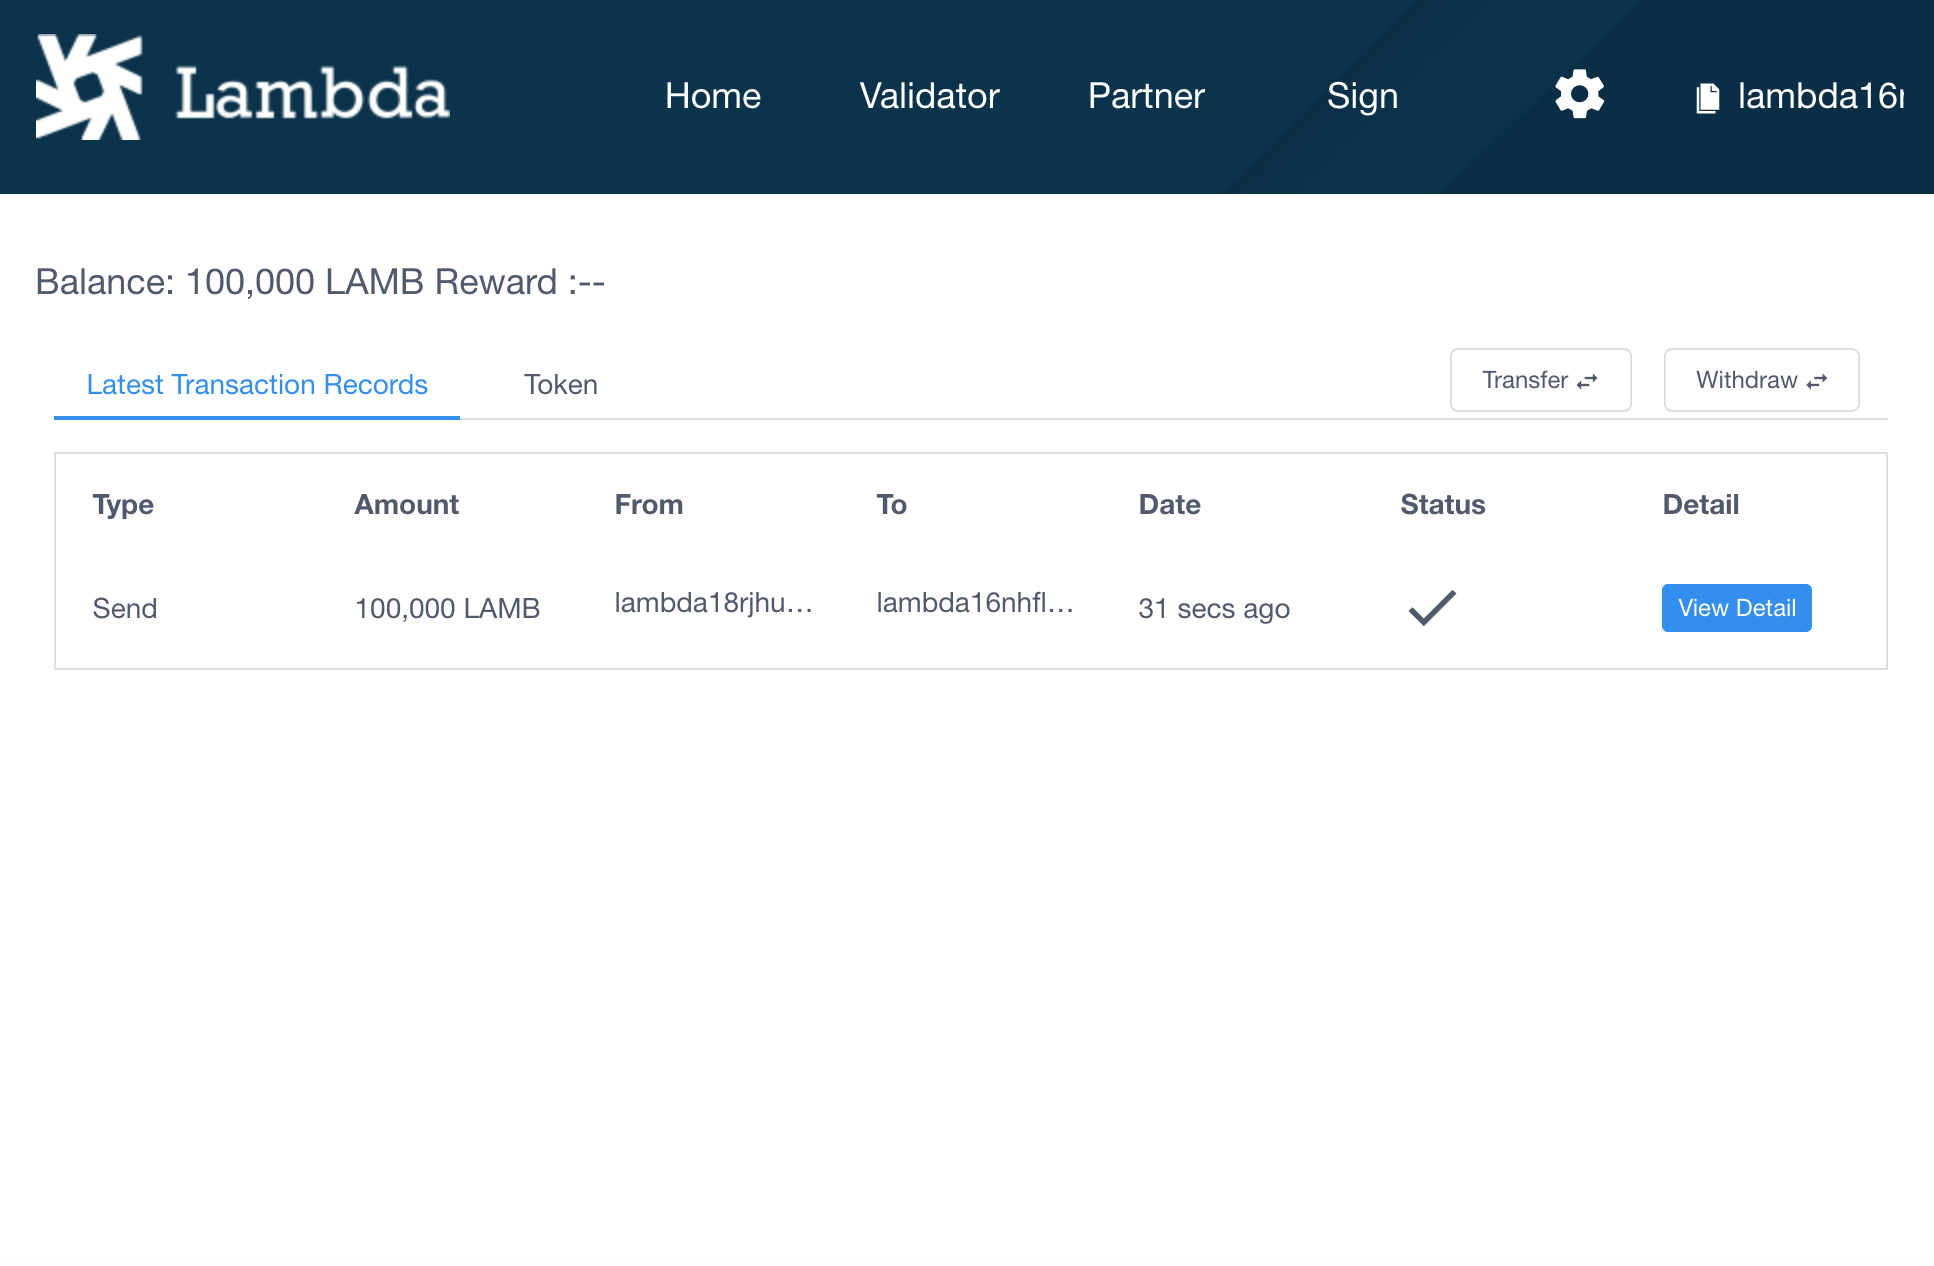 Lambda Home Validator Partner Sign lambda16
Balance: 100,000 LAMB Reward :--
Latest Transaction Records Token Transfer Withdraw
Type Amount From To Date Status Detail
Send 100,000 LAMB lambda18rjhu... lambda16nhfl... 31 secs ago View Detail